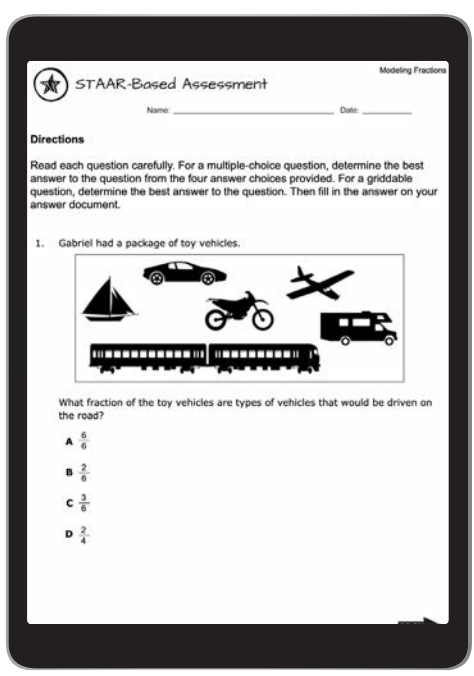 Modeling Fractions
STAAR-Based Assessment
Name: ____________________ Date: __________
Directions
Read each question carefully. For a multiple-choice question, determine the best
answer to the question from the four answer choices provided. For a griddable
question, determine the best answer to the question. Then fill in the answer on your
answer document.
1. Gabriel had a package of toy vehicles.
What fraction of the toy vehicles are types of vehicles that would be driven on
the road?
A 6/6
B 2/6
C 3/6
D 2/4